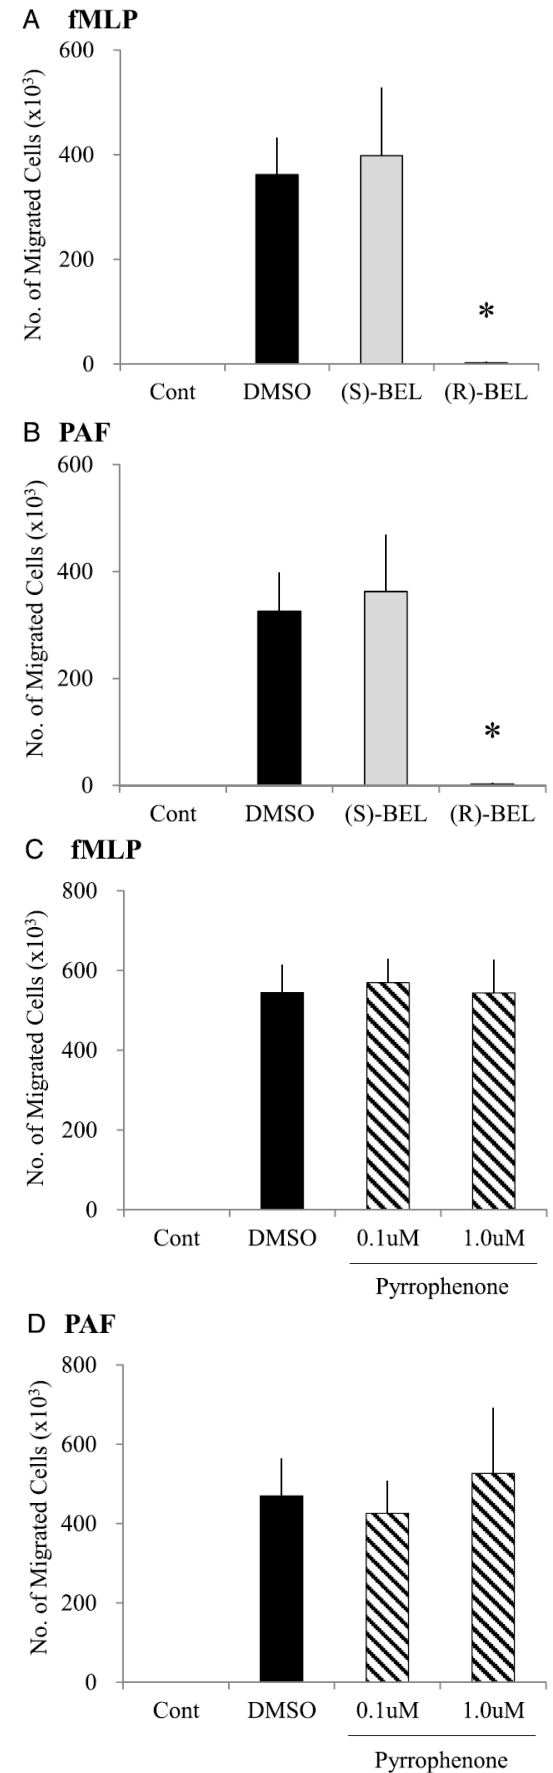 A fMLP
No. of Migrated Cells (x10³)
600
400
200
0
Cont DMSO (S)-BEL (R)-BEL
*
B PAF
No. of Migrated Cells (x10³)
600
400
200
0
Cont DMSO (S)-BEL (R)-BEL
*
C fMLP
No. of Migrated Cells (x10³)
800
600
400
200
0
Cont DMSO 0.1uM 1.0uM
Pyrrophenone
D PAF
No. of Migrated Cells (x10³)
800
600
400
200
0
Cont DMSO 0.1uM 1.0uM
Pyrrophenone